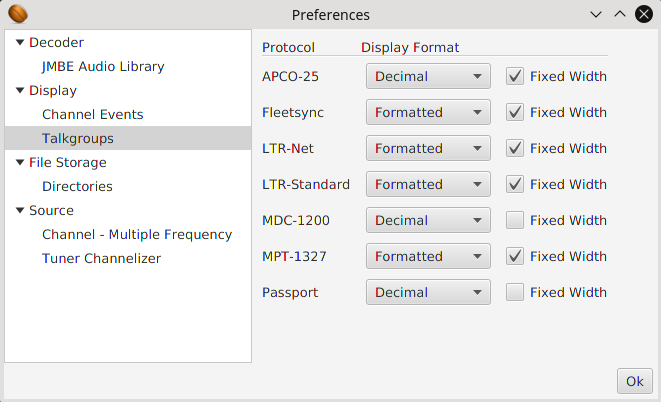 Preferences
Decoder
JMBE Audio Library
Display
Channel Events
Talkgroups
File Storage
Directories
Source
Channel - Multiple Frequency
Tuner Channelizer
Protocol Display Format
APCO-25 Decimal Fixed Width
Fleetsync Formatted Fixed Width
LTR-Net Formatted Fixed Width
LTR-Standard Formatted Fixed Width
MDC-1200 Decimal Fixed Width
MPT-1327 Formatted Fixed Width
Passport Decimal Fixed Width
Ok